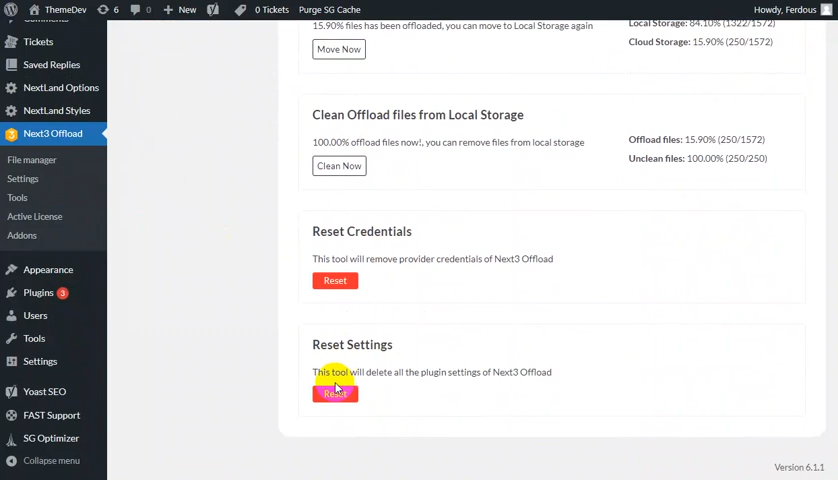 ThemeDev 6 0 New 0 Tickets Purge SG Cache Howdy, Ferdous
Comments
Tickets
Saved Replies
NextLand Options
NextLand Styles
Next3 Offload
File manager
Settings
Tools
Active License
Addons
Appearance
Plugins 3
Users
Tools
Settings
Yoast SEO
FAST Support
SG Optimizer
Collapse menu
15.90% files has been offloaded, you can move to Local Storage again
Move Now
Local Storage: 84.10% (1322/1572)
Cloud Storage: 15.90% (250/1572)
Clean Offload files from Local Storage
100.00% offload files now!, you can remove files from local storage
Clean Now
Offload files: 15.90% (250/1572)
Unclean files: 100.00% (250/250)
Reset Credentials
This tool will remove provider credentials of Next3 Offload
Reset
Reset Settings
This tool will delete all the plugin settings of Next3 Offload
Reset
Version 6.1.1